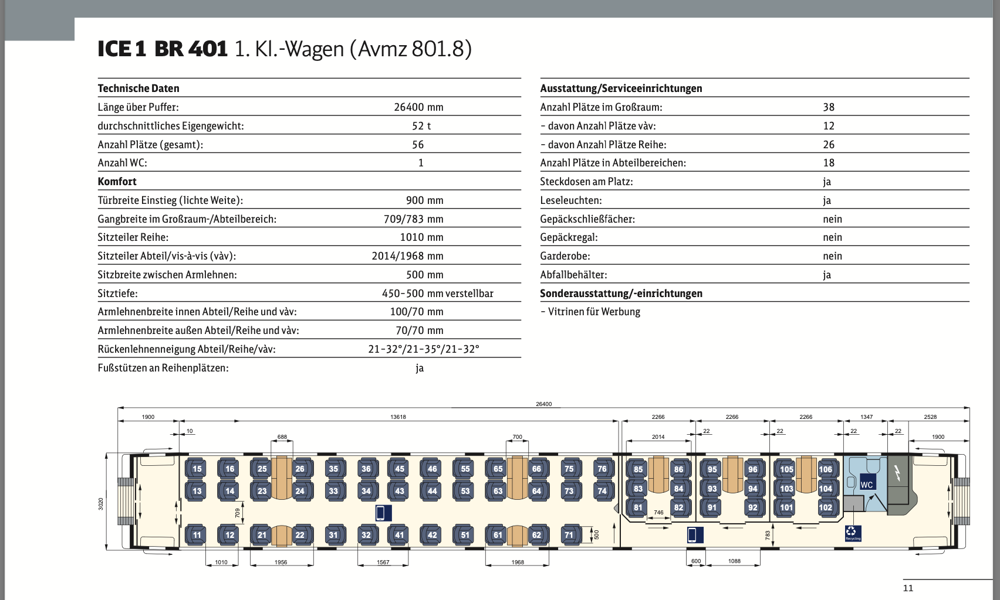 ICE 1 BR 401 1. Kl.-Wagen (Avmz 801.8)
Technische Daten
Länge über Puffer: 26400 mm
durchschnittliches Eigengewicht: 52 t
Anzahl Plätze (gesamt): 56
Anzahl WC: 1
Komfort
Türbreite Einstieg (lichte Weite): 900 mm
Gangbreite im Großraum-/Abteilbereich: 709/783 mm
Sitzteiler Reihe: 1010 mm
Sitzteiler Abteil/vis-à-vis (vàv): 2014/1968 mm
Sitzbreite zwischen Armlehnen: 500 mm
Sitztiefe: 450–500 mm verstellbar
Armlehnenbreite innen Abteil/Reihe und vàv: 100/70 mm
Armlehnenbreite außen Abteil/Reihe und vàv: 70/70 mm
Rückenlehnenneigung Abteil/Reihe/vàv: 21–32°/21–35°/21–32°
Fußstützen an Reihenplätzen: ja
Ausstattung/Serviceeinrichtungen
Anzahl Plätze im Großraum: 38
– davon Anzahl Plätze vàv: 12
– davon Anzahl Plätze Reihe: 26
Anzahl Plätze in Abteilbereichen: 18
Steckdosen am Platz: ja
Leseleuchten: ja
Gepäckschließfächer: nein
Gepäckregal: nein
Garderobe: nein
Abfallbehälter: ja
Sonderausstattung/-einrichtungen
– Vitrinen für Werbung
26400
1900 13618 2266 2266 2266 1347 2528
10 22 22 22 22
688 700 2014 1900
15 16 25 26 35 36 45 46 55 65 66 75 76 85 86 95 96 105 106
13 14 23 24 33 34 43 44 53 63 64 73 74 83 84 93 94 103 104 WC
81 82 91 92 101 102
3020 709 746
11 12 21 22 31 32 41 42 51 61 62 71 500 783 Recycling
1010 1956 1567 1968 600 1088
11